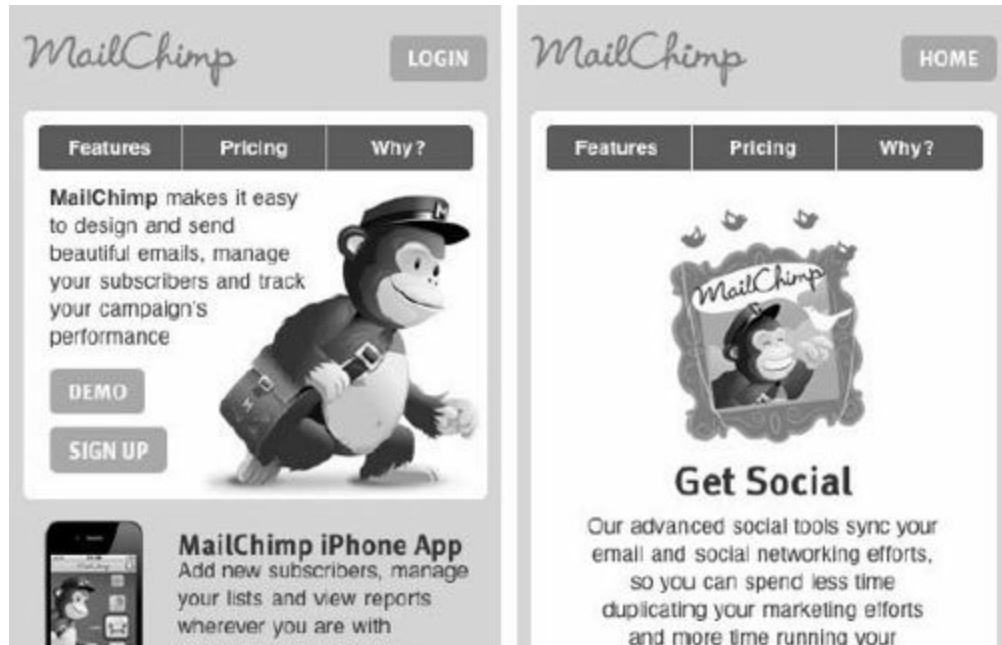 MailChimp
LOGIN
Features Pricing Why?
MailChimp makes it easy
to design and send
beautiful emails, manage
your subscribers and track
your campaign's
performance
DEMO
SIGN UP
MailChimp iPhone App
Add new subscribers, manage
your lists and view reports
wherever you are with
MailChimp
HOME
Features Pricing Why?
MailChimp
Get Social
Our advanced social tools sync your
email and social networking efforts,
so you can spend less time
duplicating your marketing efforts
and more time running your